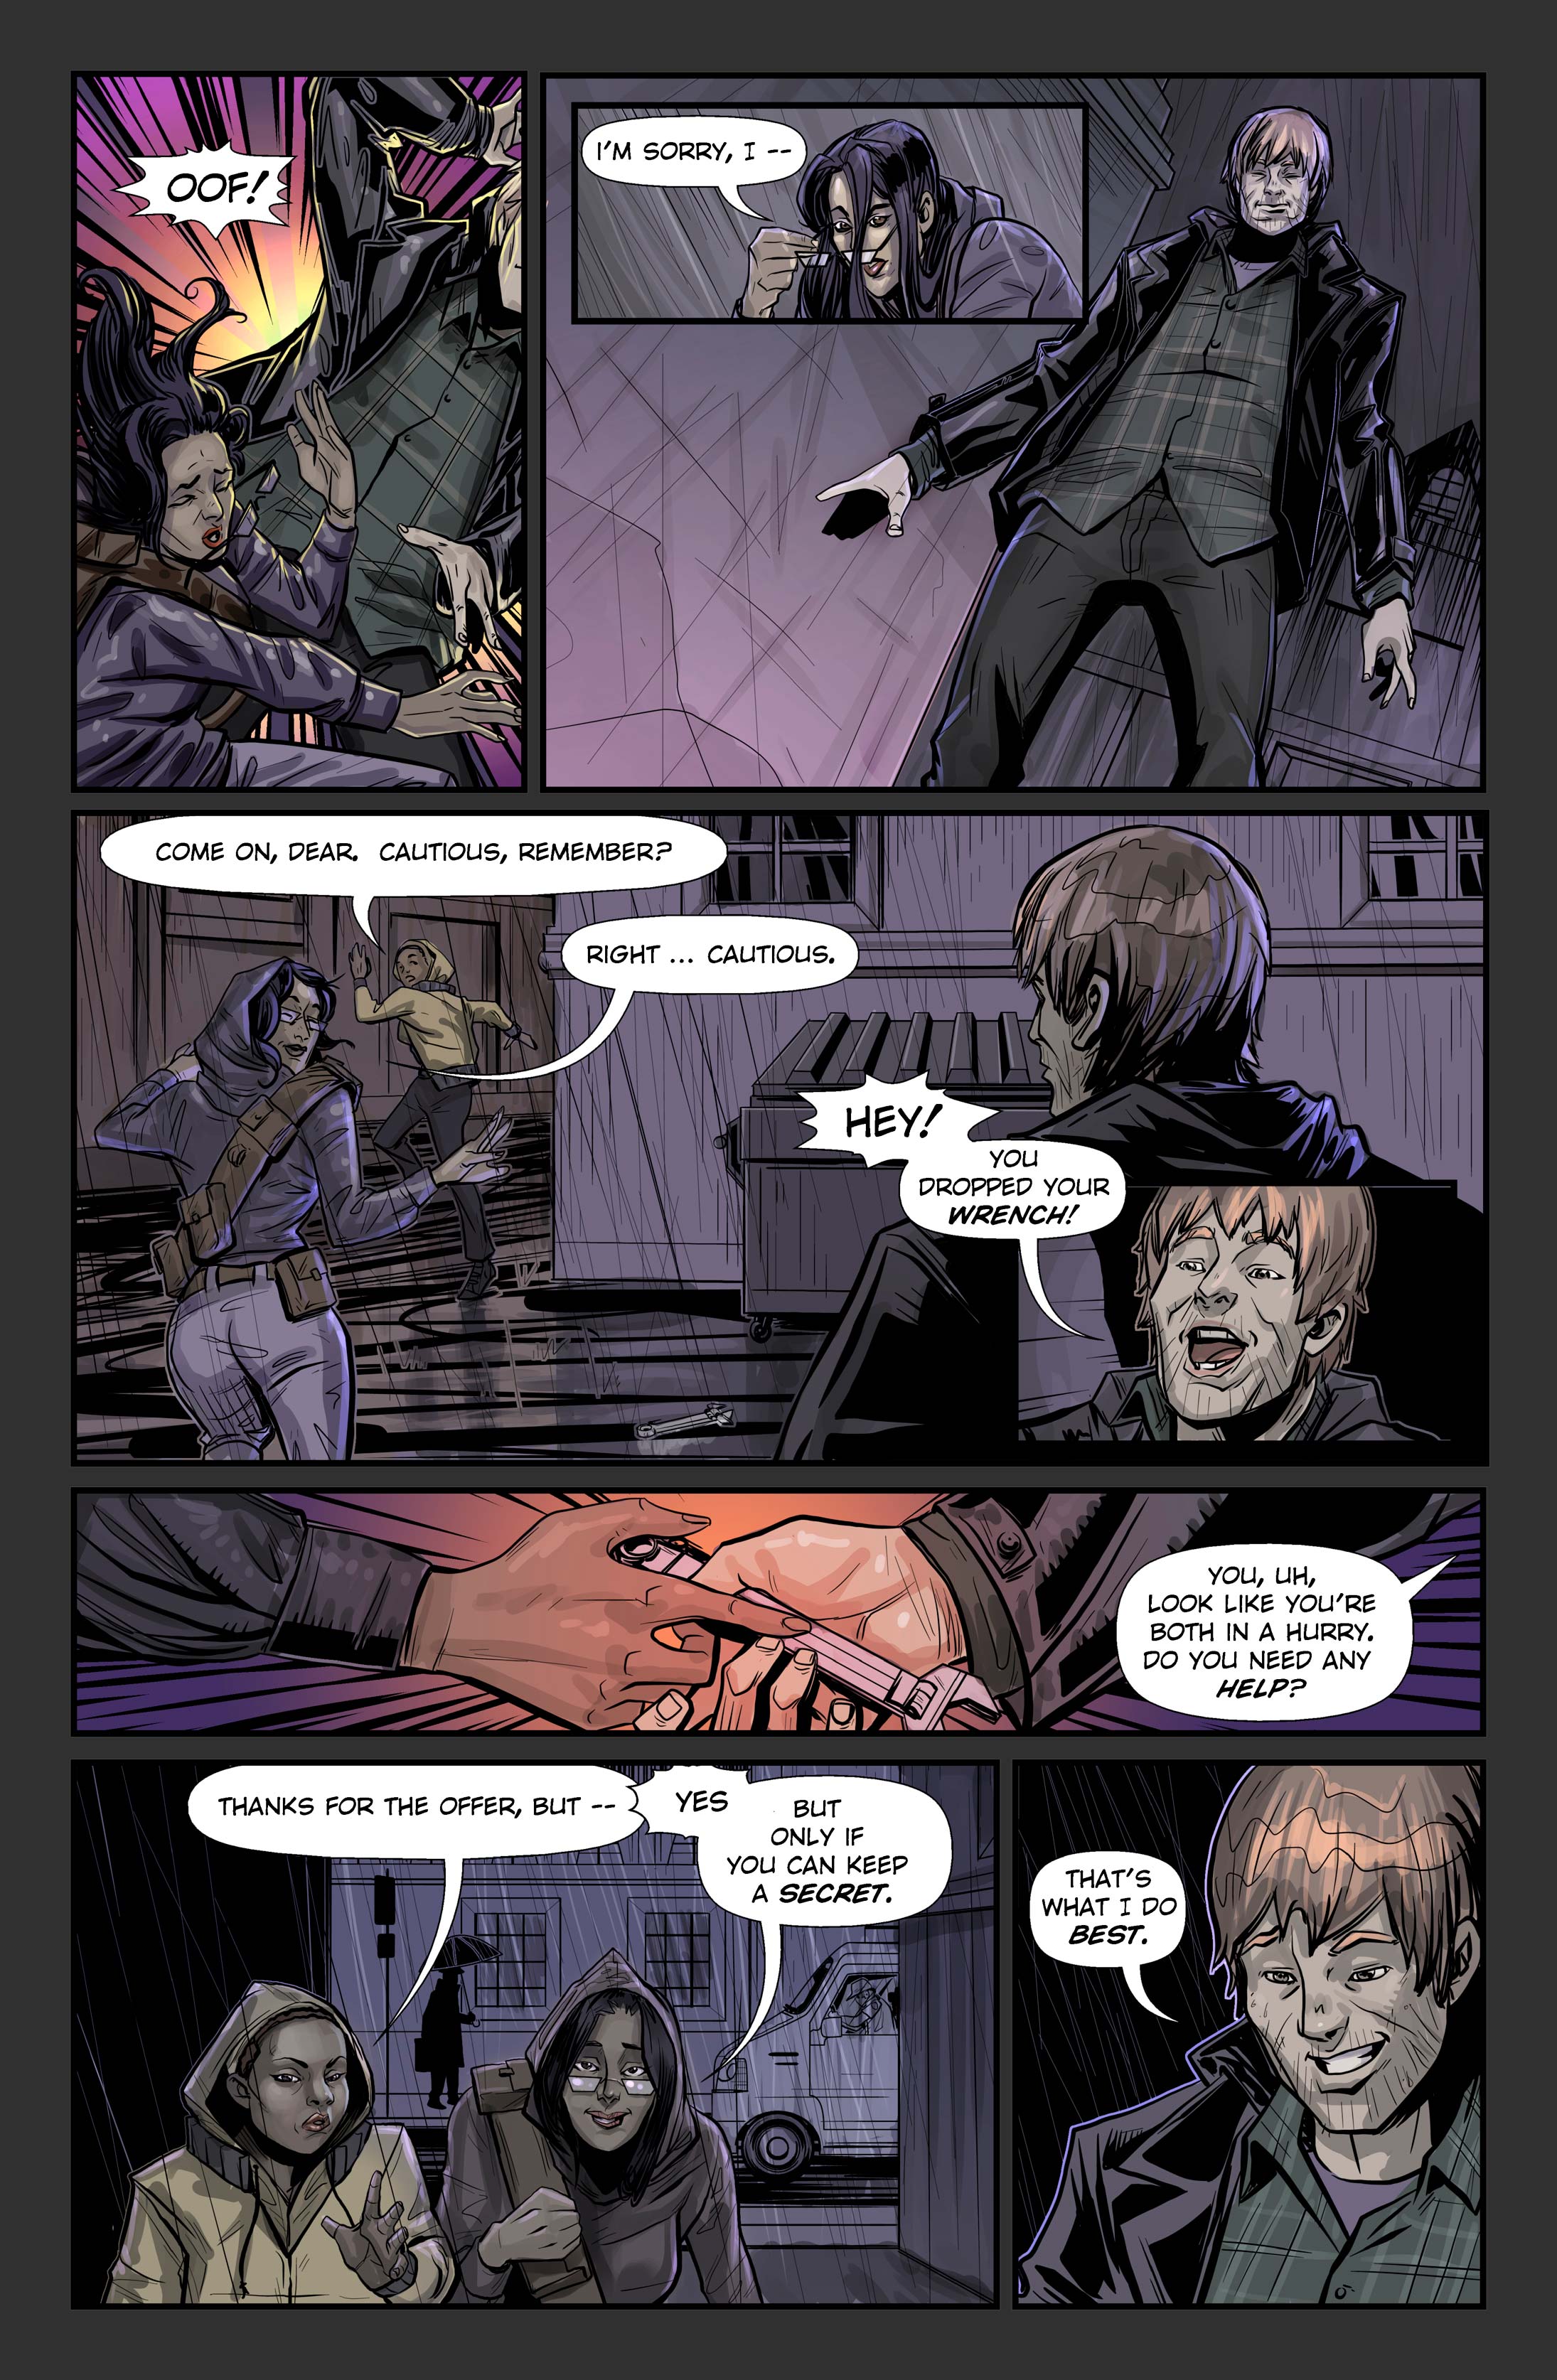 OOF!
I'M SORRY, I --
COME ON, DEAR. CAUTIOUS, REMEMBER?
RIGHT ... CAUTIOUS.
HEY!
YOU
DROPPED YOUR
WRENCH!
YOU, UH,
LOOK LIKE YOU'RE
BOTH IN A HURRY.
DO YOU NEED ANY
HELP?
THANKS FOR THE OFFER, BUT --
YES
BUT
ONLY IF
YOU CAN KEEP
A SECRET.
THAT'S
WHAT I DO
BEST.